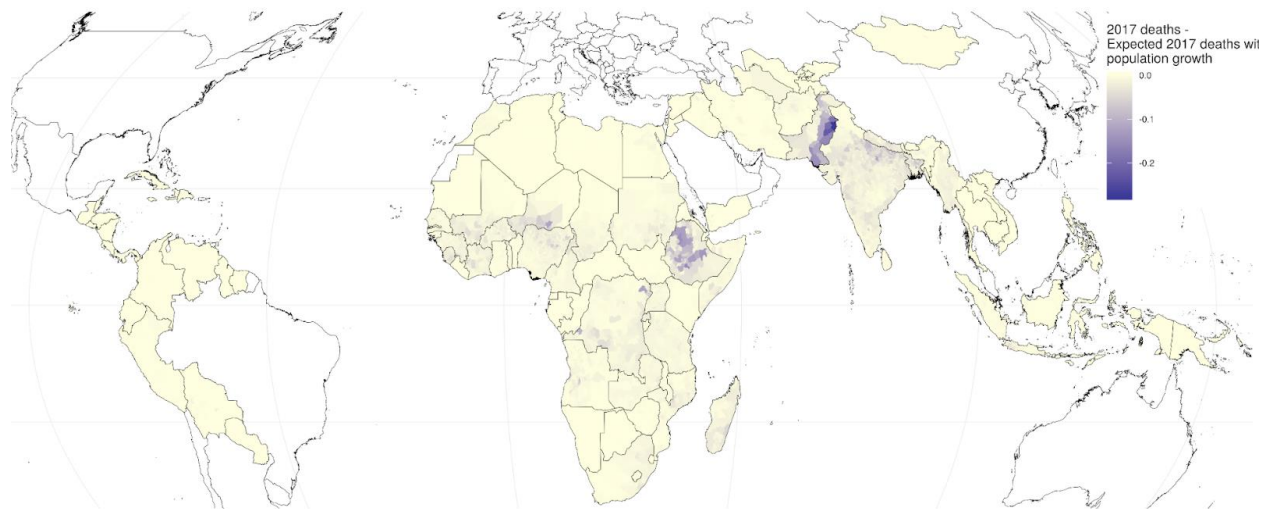 2017 deaths -
Expected 2017 deaths wit
population growth
0.0
-0.1
-0.2